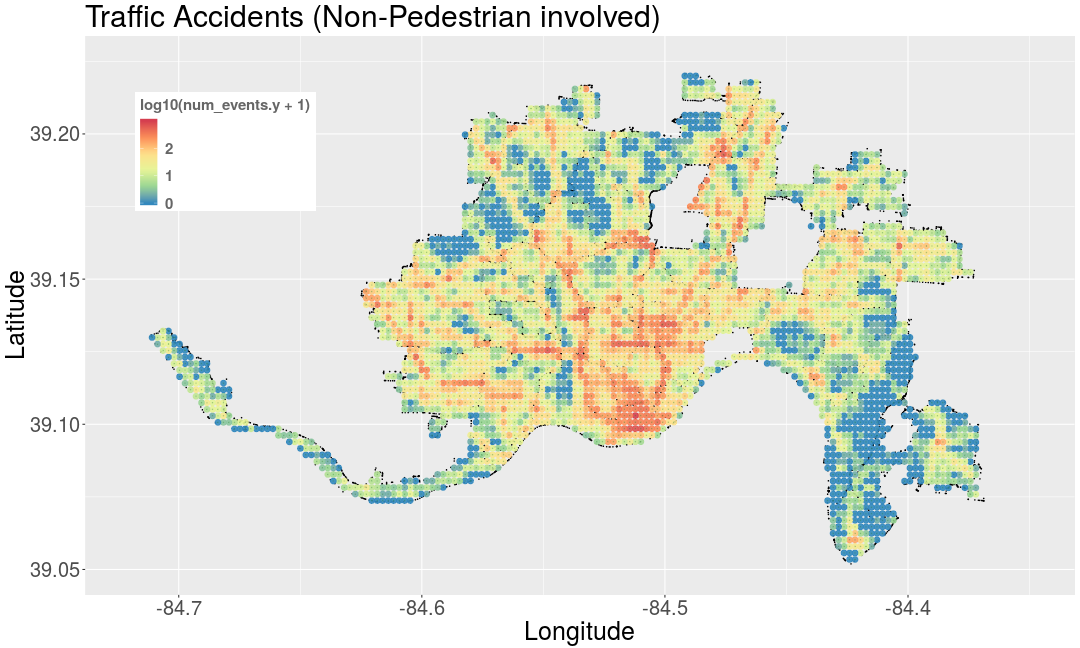 Traffic Accidents (Non-Pedestrian involved)
log10(num_events.y + 1)
2
1
0
39.20
39.15
39.10
39.05
Latitude
-84.7
-84.6
-84.5
-84.4
Longitude